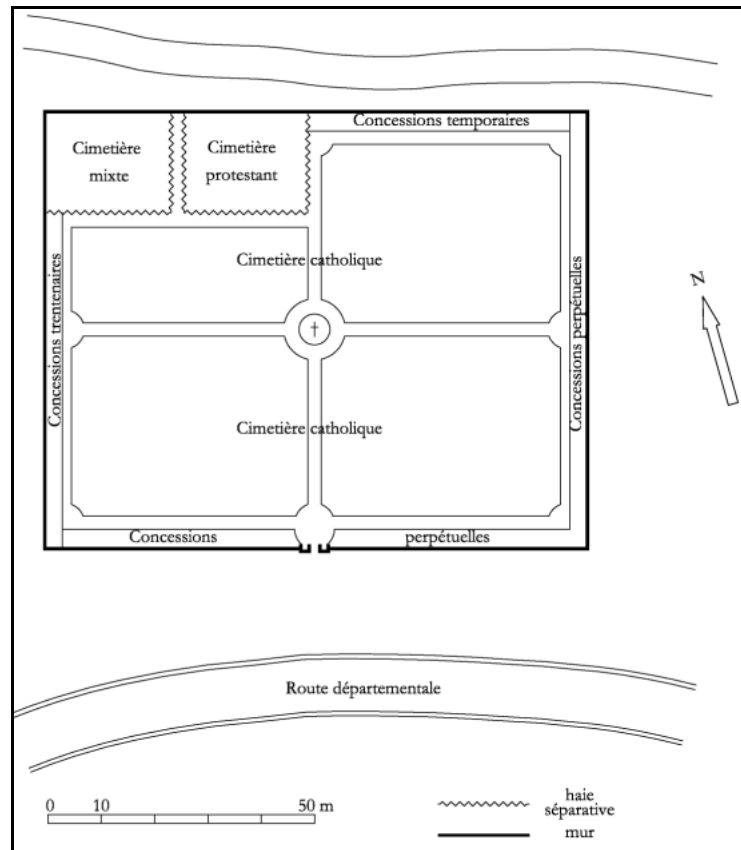 Concessions temporaires
Cimetière
mixte
Cimetière
protestant
Concessions trentenaires
Cimetière catholique
Concessions perpétuelles
N
†
Cimetière catholique
Concessions perpétuelles
Route départementale
0 10 50 m
haie
séparative
mur